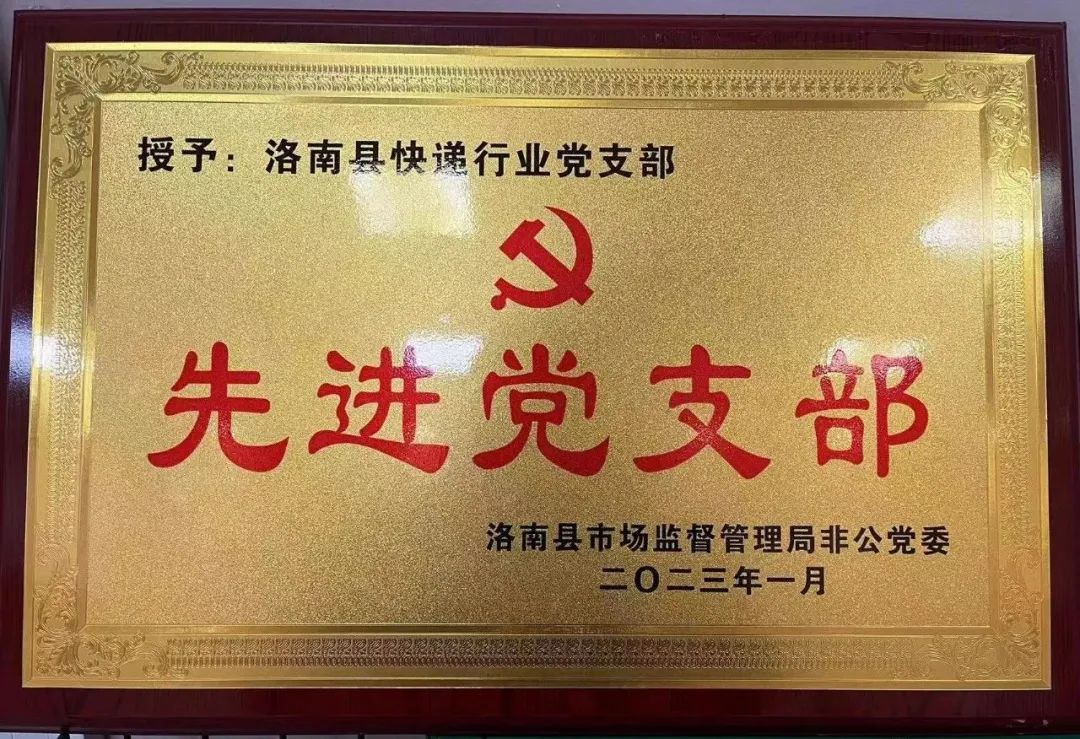 授予：洛南县快递行业党支部
先进党支部
洛南县市场监督管理局非公党委
二〇二三年一月